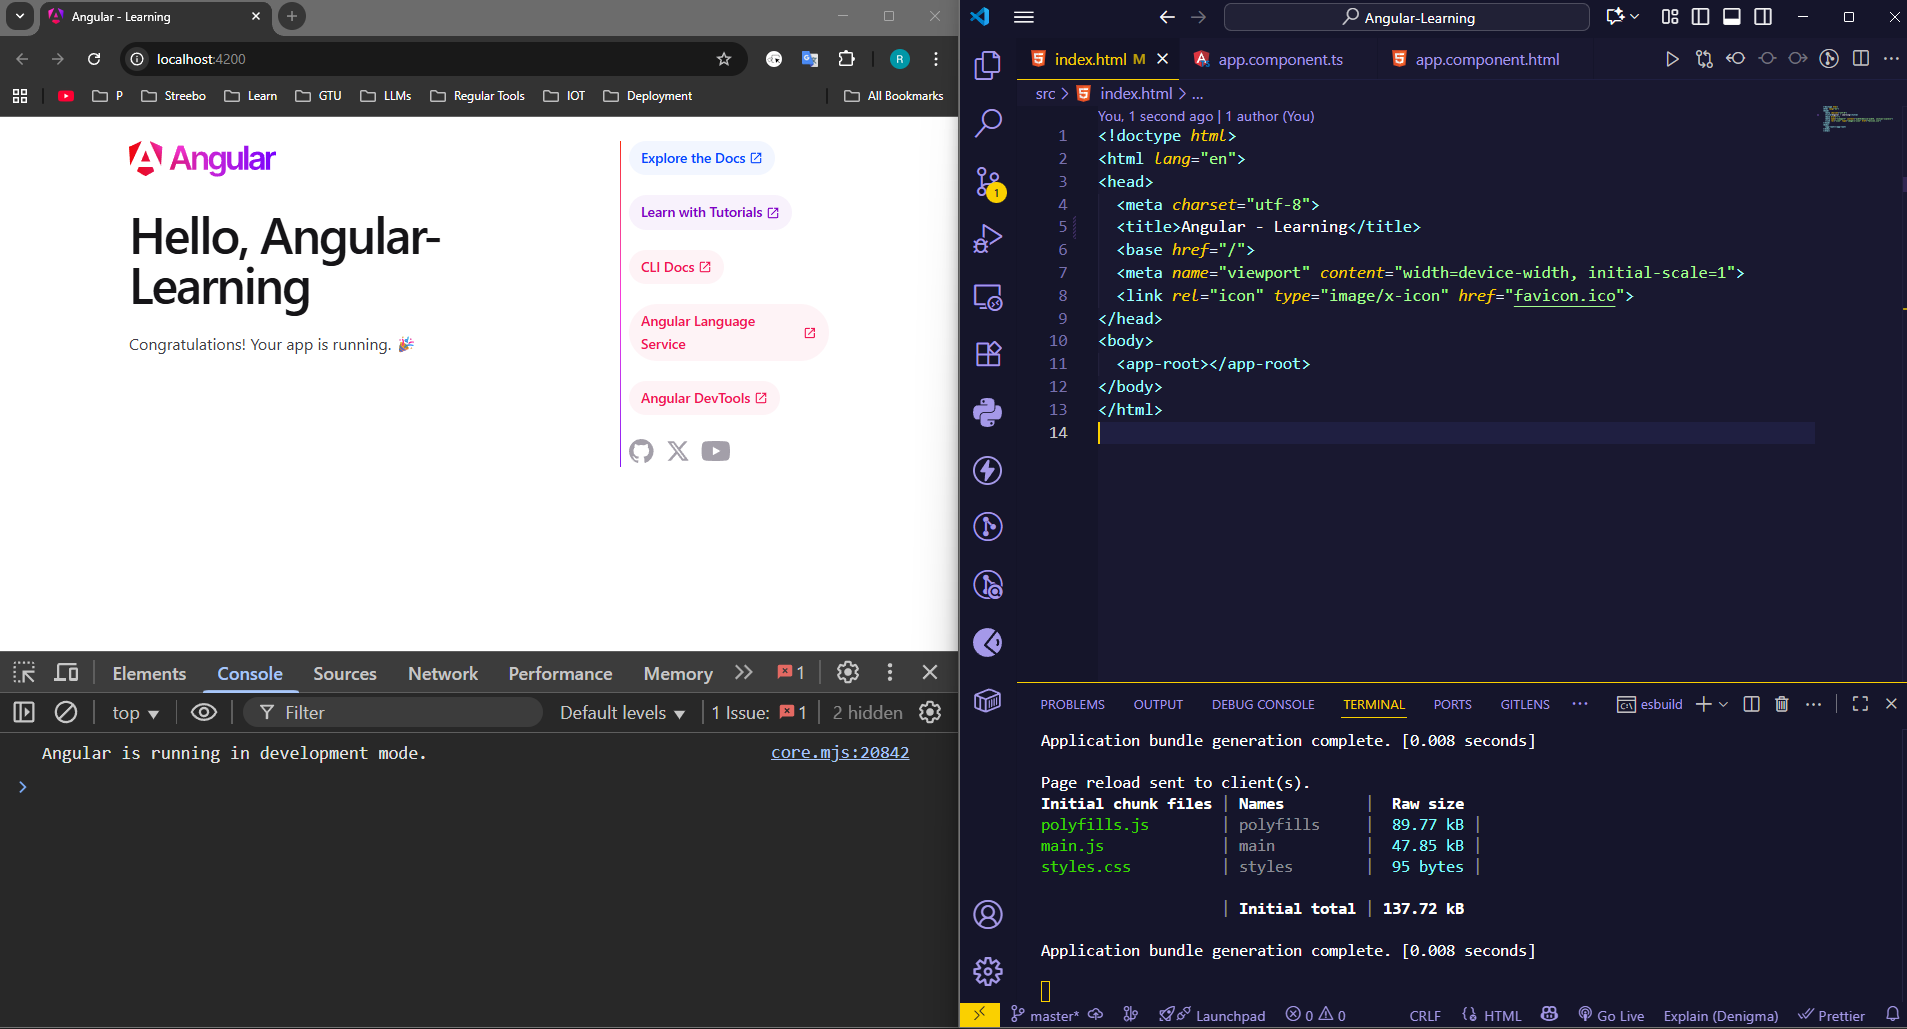 Angular - Learning
localhost:4200
R
P
Streebo
Learn
GTU
LLMs
Regular Tools
IOT
Deployment
All Bookmarks
Angular
Hello, Angular-
Learning
Congratulations! Your app is running. 🎉
Explore the Docs
Learn with Tutorials
CLI Docs
Angular Language
Service
Angular DevTools
Elements
Console
Sources
Network
Performance
Memory
1
top
Filter
Default levels
1 Issue: 1
2 hidden
Angular is running in development mode.
core.mjs:20842
Angular-Learning
index.html M
app.component.ts
app.component.html
src > index.html > ...
You, 1 second ago | 1 author (You)
1 <!doctype html>
2 <html lang="en">
3 <head>
4 <meta charset="utf-8">
5 <title>Angular - Learning</title>
6 <base href="/">
7 <meta name="viewport" content="width=device-width, initial-scale=1">
8 <link rel="icon" type="image/x-icon" href="favicon.ico">
9 </head>
10 <body>
11 <app-root></app-root>
12 </body>
13 </html>
14
1
PROBLEMS
OUTPUT
DEBUG CONSOLE
TERMINAL
PORTS
GITLENS
esbuild
Application bundle generation complete. [0.008 seconds]
Page reload sent to client(s).
Initial chunk files | Names | Raw size
polyfills.js | polyfills | 89.77 kB |
main.js | main | 47.85 kB |
styles.css | styles | 95 bytes |
| Initial total | 137.72 kB
Application bundle generation complete. [0.008 seconds]
master*
Launchpad
0 0
CRLF
HTML
Go Live
Explain (Denigma)
Prettier